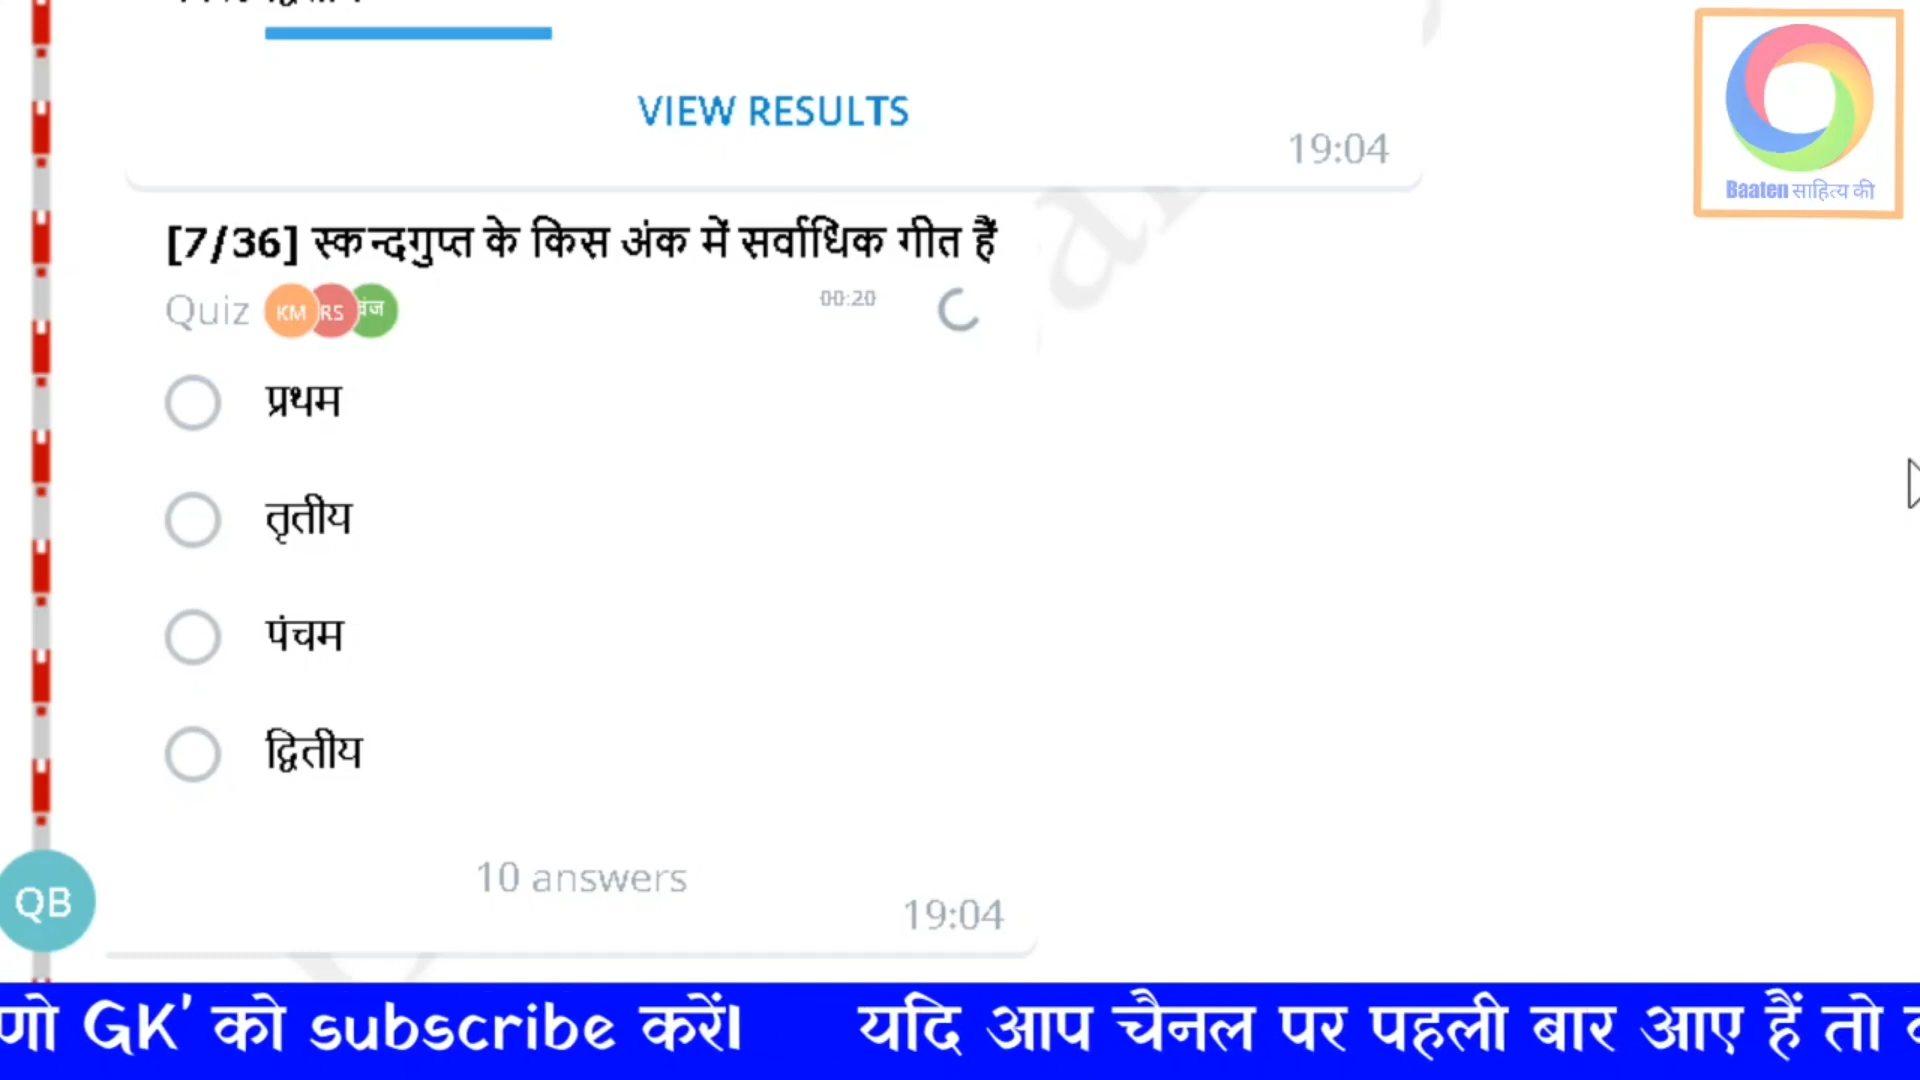 VIEW RESULTS
19:04
Baaten साहित्य की
[7/36] स्कन्दगुप्त के किस अंक में सर्वाधिक गीत हैं
Quiz KM RS वंज
00:20
प्रथम
तृतीय
पंचम
द्वितीय
10 answers
19:04
QB
णो GK' को subscribe करें। यदि आप चैनल पर पहली बार आए हैं तो